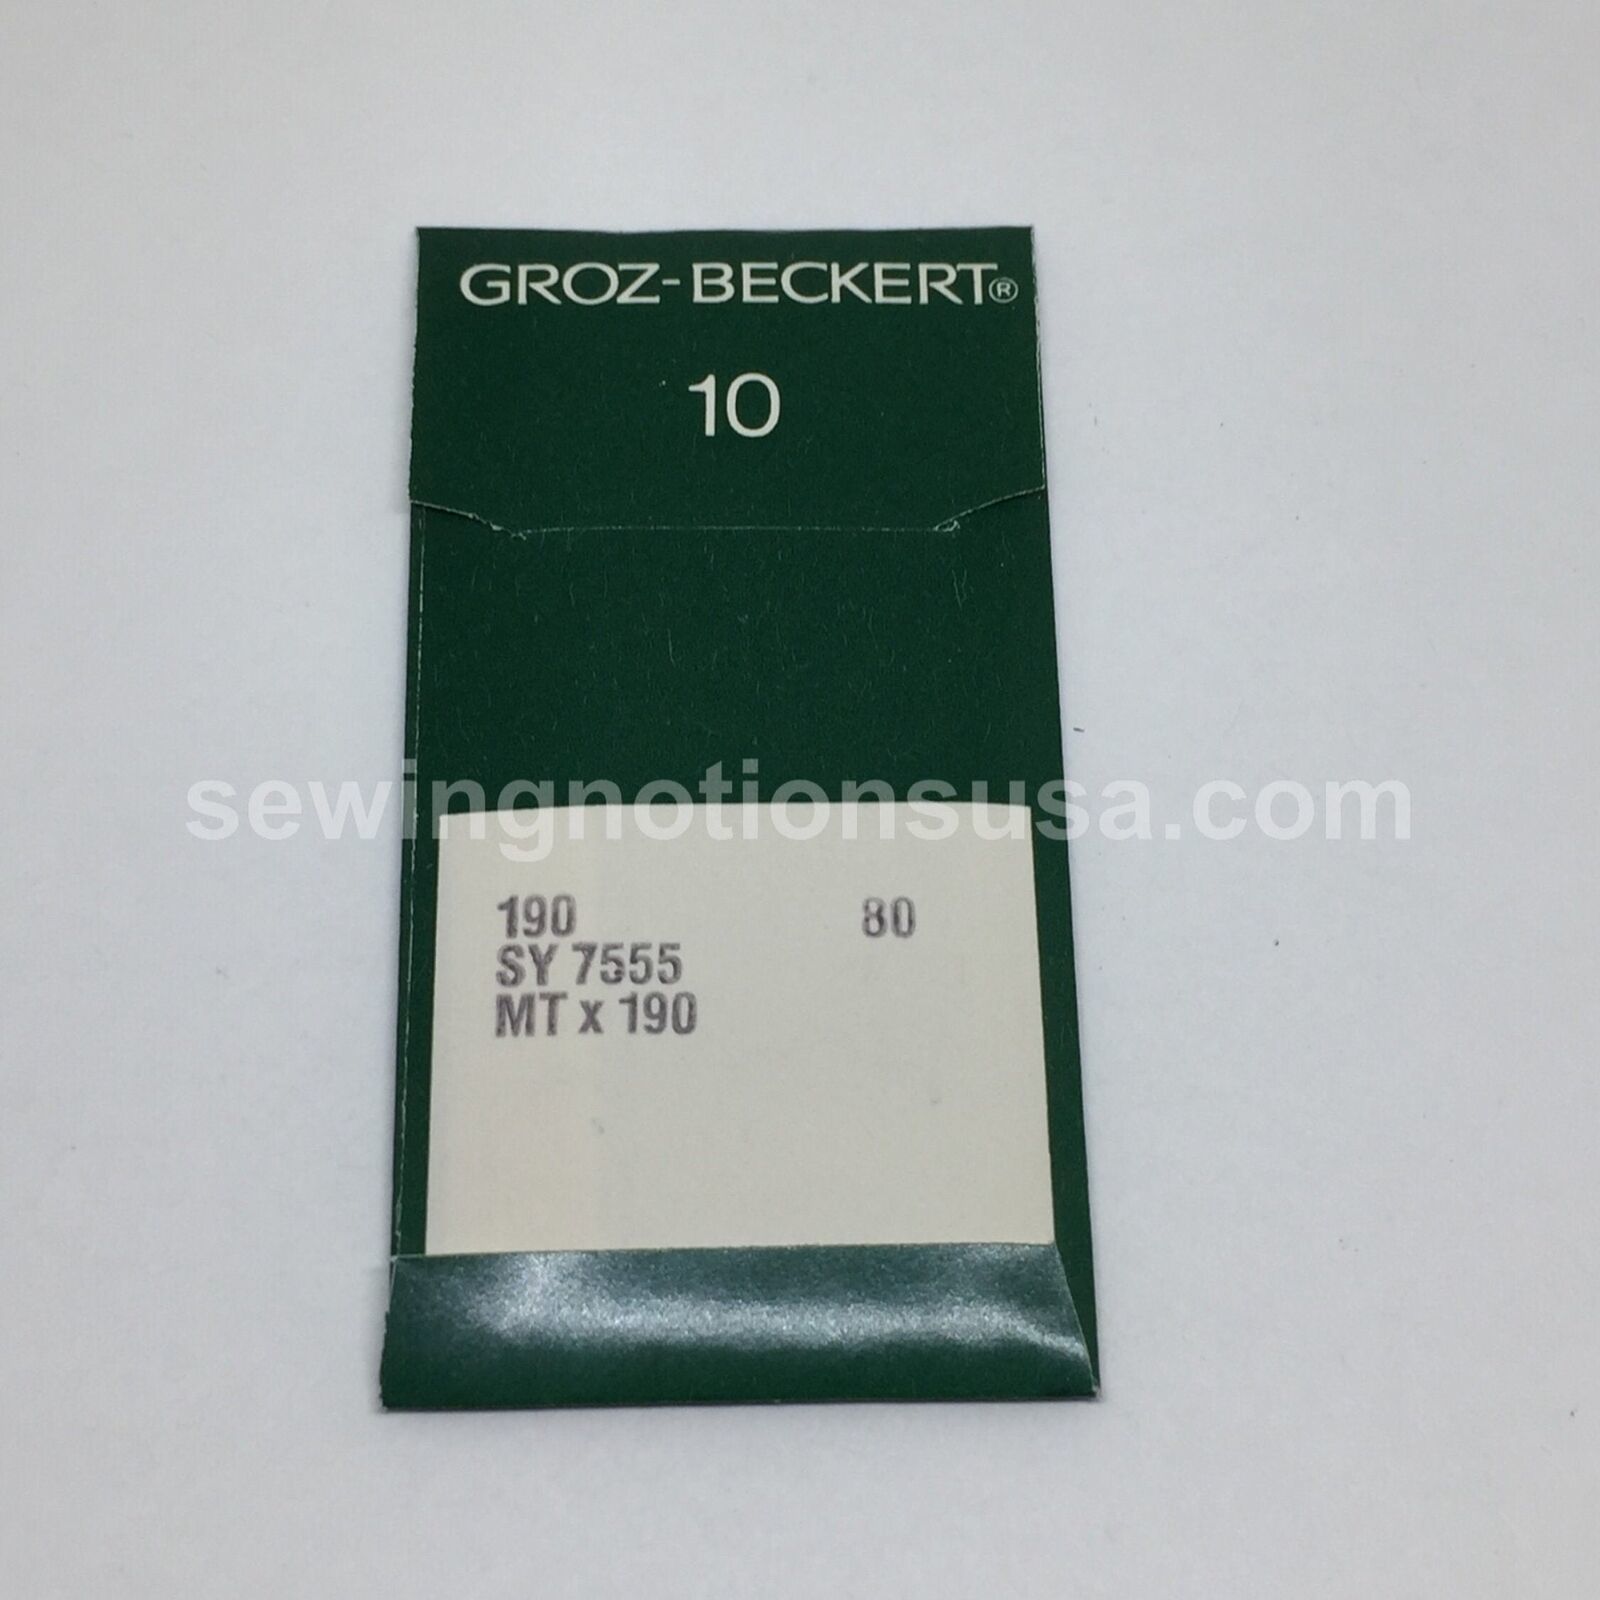 GROZ-BECKERT®
10
sewingnotionsusa.com
190 80
SY 7555
MT x 190